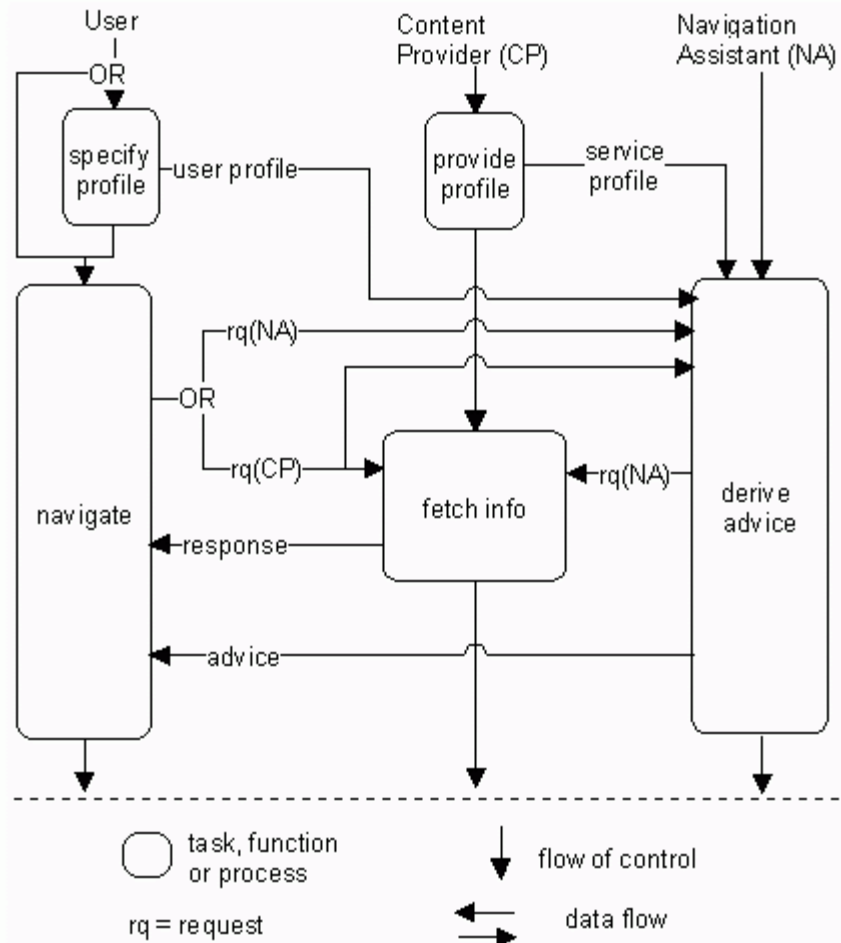 User
Content
Provider (CP)
Navigation
Assistant (NA)
OR
specify
profile
user profile
provide
profile
service
profile
rq(NA)
OR
rq(CP)
rq(NA)
navigate
fetch info
derive
advice
response
advice
task, function
or process
flow of control
rq = request
data flow